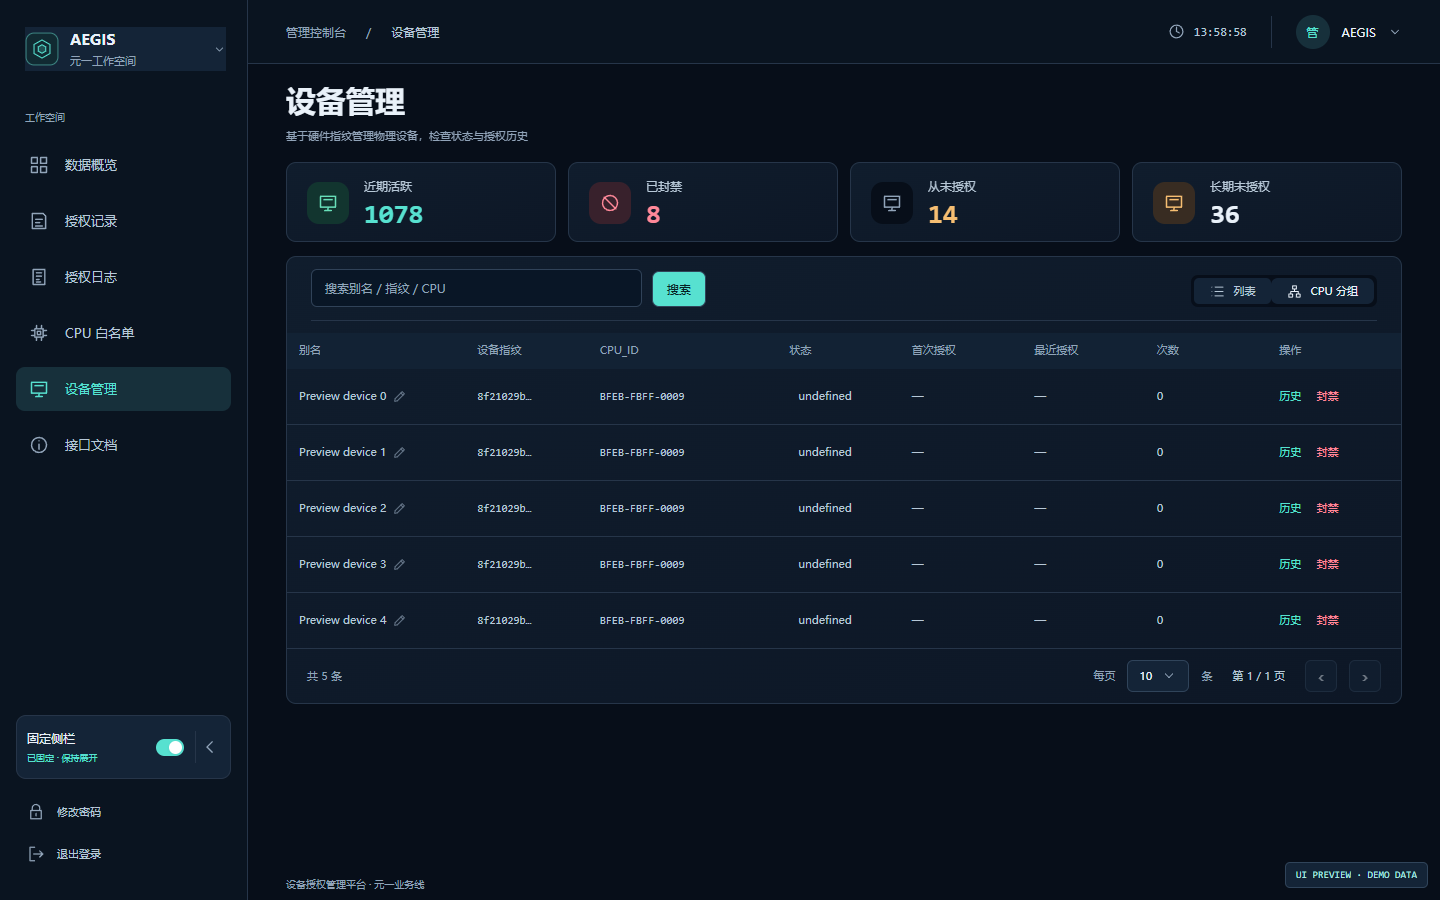 AEGIS
元一工作空间
工作空间
数据概览
授权记录
授权日志
CPU 白名单
设备管理
接口文档
固定侧栏
已固定 · 保持展开
修改密码
退出登录
管理控制台 / 设备管理
13:58:58
管 AEGIS
设备管理
基于硬件指纹管理物理设备，检查状态与授权历史
近期活跃
1078
已封禁
8
从未授权
14
长期未授权
36
搜索别名 / 指纹 / CPU
搜索
列表
CPU 分组
别名 设备指纹 CPU_ID 状态 首次授权 最近授权 次数 操作
Preview device 0 8f21029b… BFEB-FBFF-0009 undefined — — 0 历史 封禁
Preview device 1 8f21029b… BFEB-FBFF-0009 undefined — — 0 历史 封禁
Preview device 2 8f21029b… BFEB-FBFF-0009 undefined — — 0 历史 封禁
Preview device 3 8f21029b… BFEB-FBFF-0009 undefined — — 0 历史 封禁
Preview device 4 8f21029b… BFEB-FBFF-0009 undefined — — 0 历史 封禁
共 5 条 每页 10 条 第 1 / 1 页 ‹ ›
设备授权管理平台 · 元一业务线
UI PREVIEW · DEMO DATA